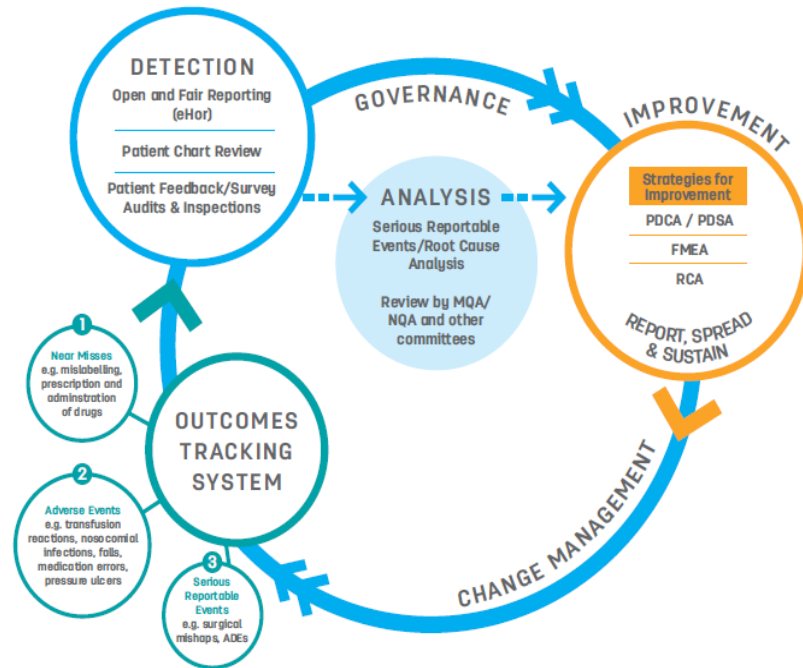 DETECTION
Open and Fair Reporting
(eHor)
Patient Chart Review
Patient Feedback/Survey
Audits & Inspections
GOVERNANCE
ANALYSIS
Serious Reportable
Events/Root Cause
Analysis
Review by MQA/
NQA and other
committees
IMPROVEMENT
Strategies for
Improvement
PDCA / PDSA
FMEA
RCA
REPORT, SPREAD
& SUSTAIN
CHANGE MANAGEMENT
OUTCOMES
TRACKING
SYSTEM
1
Near Misses
e.g. mislabelling,
prescription and
adminstration
of drugs
2
Adverse Events
e.g. transfusion
reactions, nosocomial
infections, falls,
medication errors,
pressure ulcers
3
Serious
Reportable
Events
e.g. surgical
mishaps, ADEs